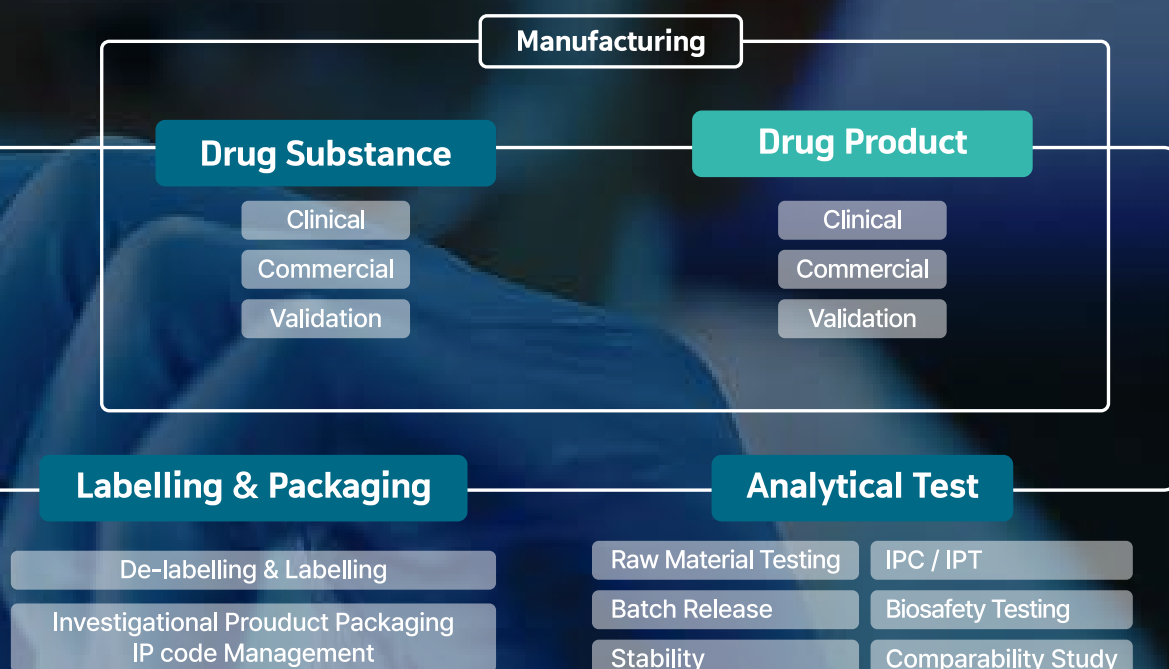 Manufacturing
Drug Substance
Clinical
Commercial
Validation
Drug Product
Clinical
Commercial
Validation
Labelling & Packaging
De-labelling & Labelling
Investigational Prouduct Packaging
IP code Management
Analytical Test
Raw Material Testing
IPC / IPT
Batch Release
Biosafety Testing
Stability
Comparability Study